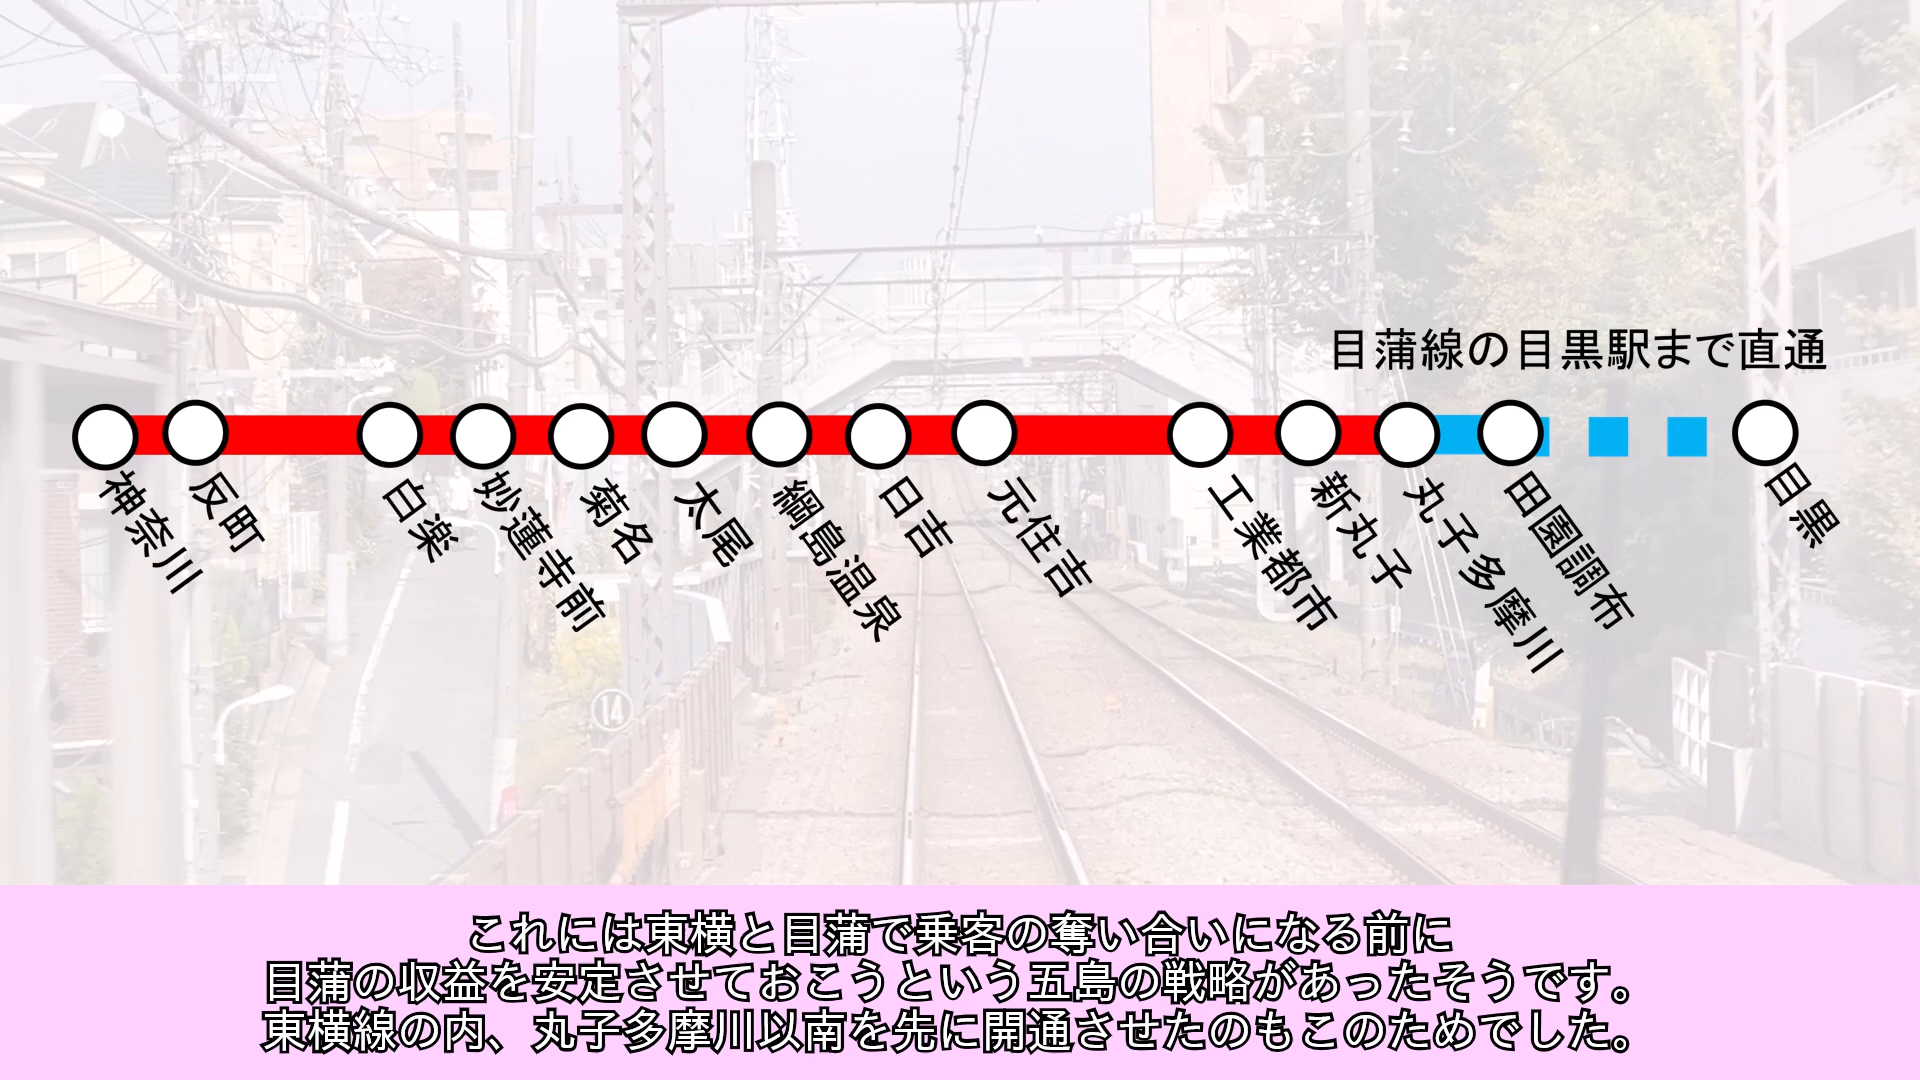 目蒲線の目黒駅まで直通
神奈川
反町
白楽
妙蓮寺前
菊名
太尾
綱島温泉
日吉
元住吉
工業都市
新丸子
丸子多摩川
田園調布
目黒
⑭
これには東横と目蒲で乗客の奪い合いになる前に
目蒲の収益を安定させておこうという五島の戦略があったそうです。
東横線の内、丸子多摩川以南を先に開通させたのもこのためでした。